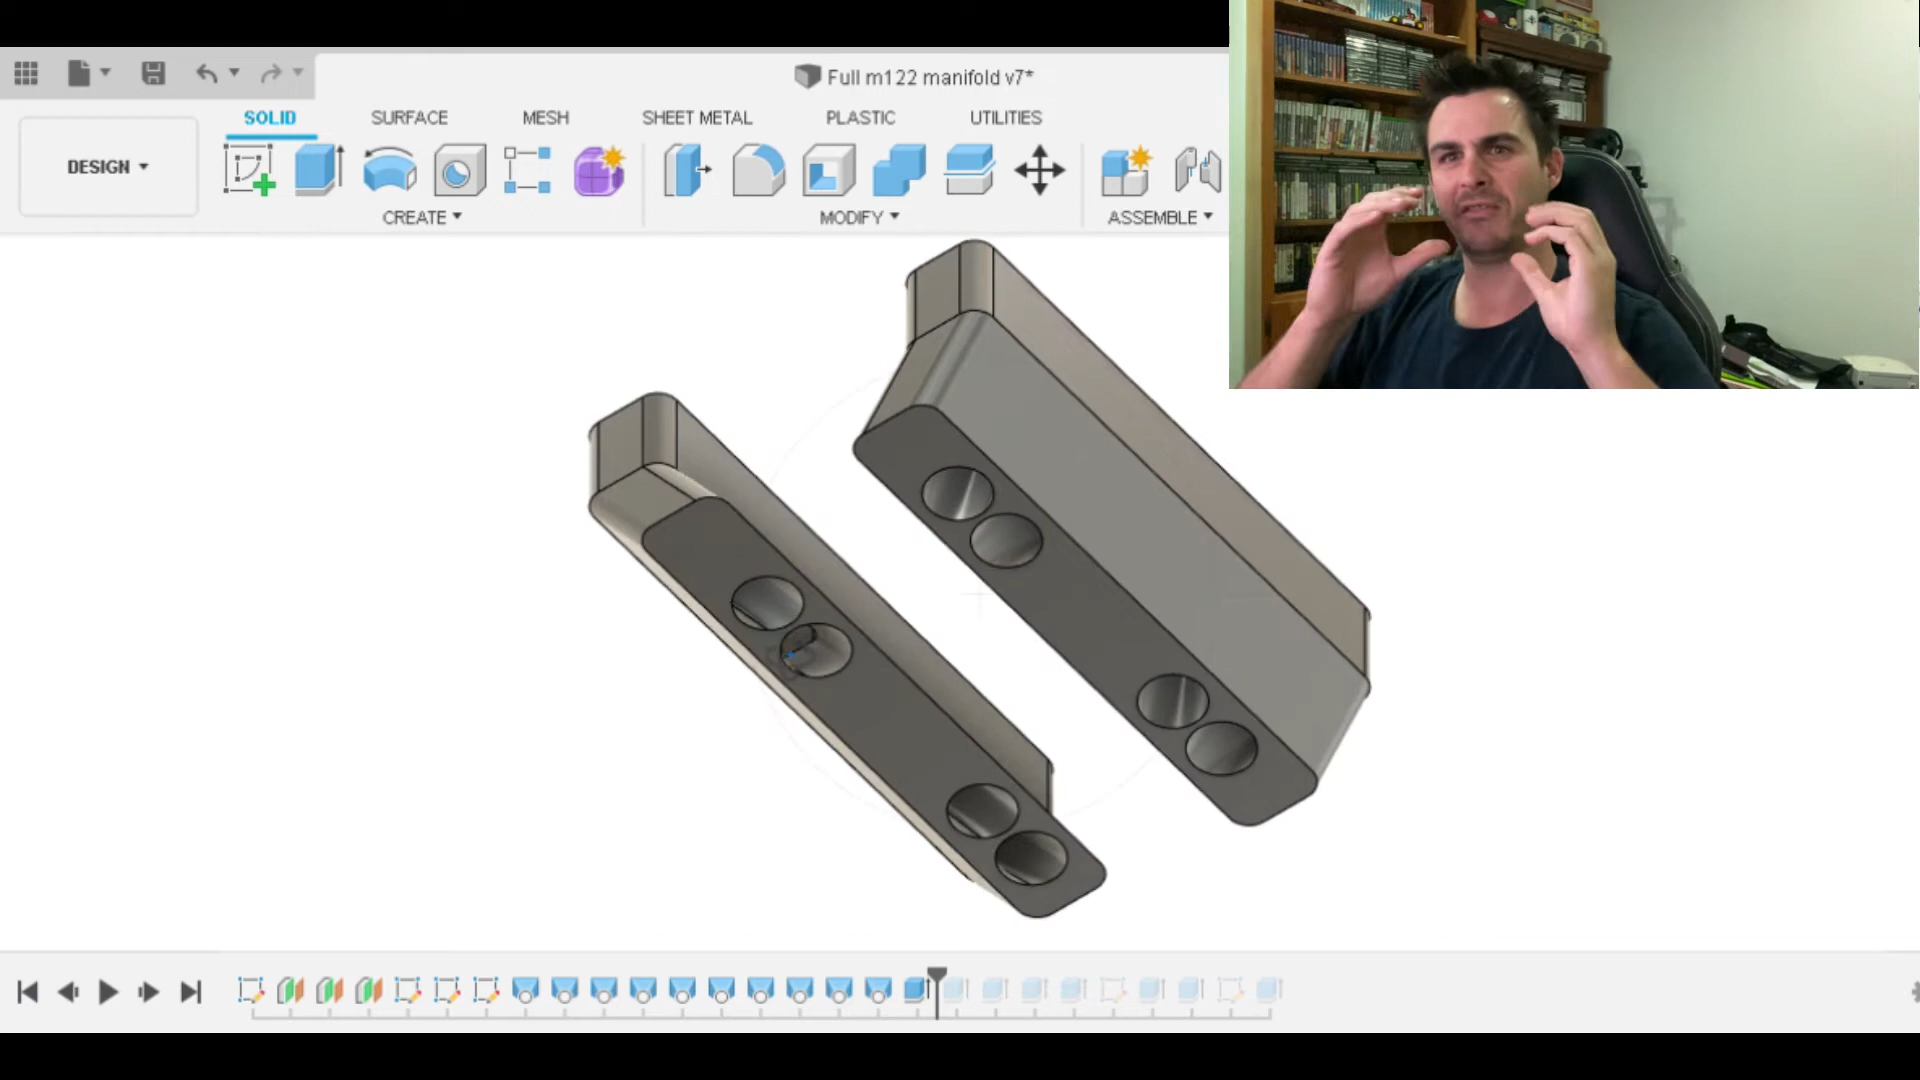 Full m122 manifold v7*
SOLID
SURFACE
MESH
SHEET METAL
PLASTIC
UTILITIES
DESIGN
CREATE
MODIFY
ASSEMBLE